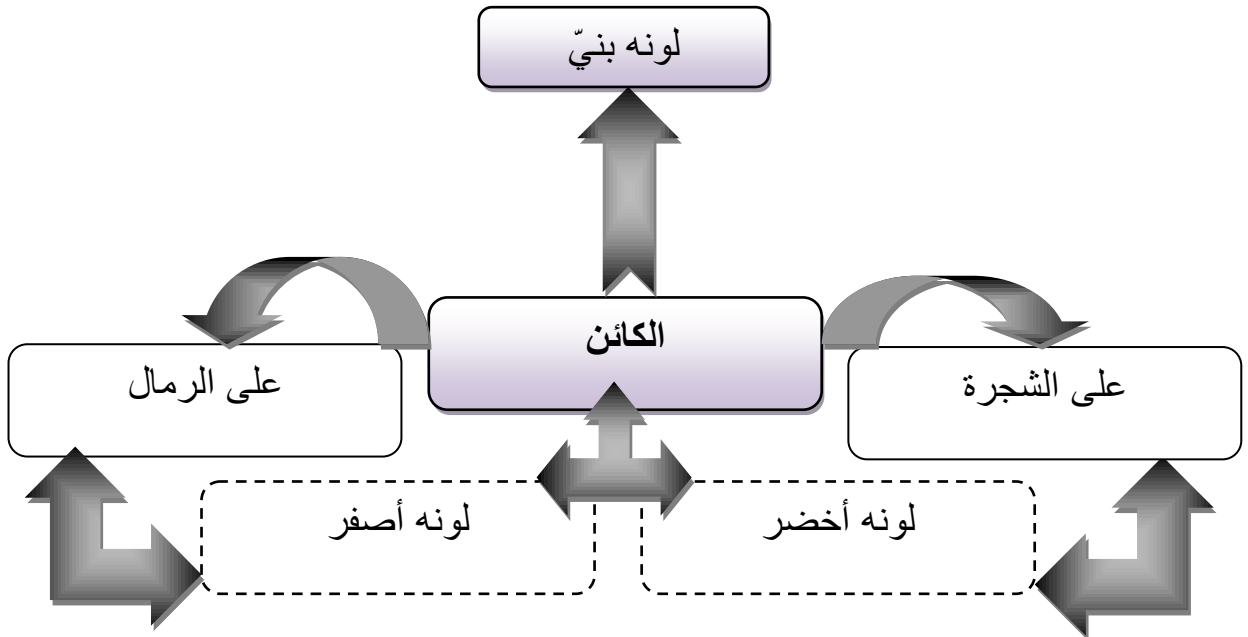 لونه بنيّ
الكائن
على الشجرة
على الرمال
لونه أخضر
لونه أصفر